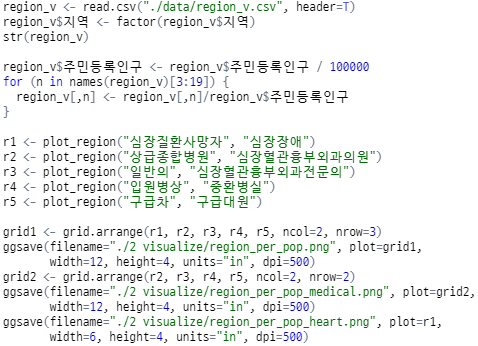 region_v <- read.csv("./data/region_v.csv", header=T)
region_v$지역 <- factor(region_v$지역)
str(region_v)
region_v$주민등록인구 <- region_v$주민등록인구 / 100000
for (n in names(region_v)[3:19]) {
  region_v[,n] <- region_v[,n]/region_v$주민등록인구
}
r1 <- plot_region("심장질환사망자", "심장장애")
r2 <- plot_region("상급종합병원", "심장혈관흉부외과의원")
r3 <- plot_region("일반의", "심장혈관흉부외과전문의")
r4 <- plot_region("입원병상", "중환병실")
r5 <- plot_region("구급차", "구급대원")
grid1 <- grid.arrange(r1, r2, r3, r4, r5, ncol=2, nrow=3)
ggsave(filename="./2 visualize/region_per_pop.png", plot=grid1,
       width=12, height=4, units="in", dpi=500)
grid2 <- grid.arrange(r2, r3, r4, r5, ncol=2, nrow=2)
ggsave(filename="./2 visualize/region_per_pop_medical.png", plot=grid2,
       width=12, height=4, units="in", dpi=500)
ggsave(filename="./2 visualize/region_per_pop_heart.png", plot=r1,
       width=6, height=4, units="in", dpi=500)